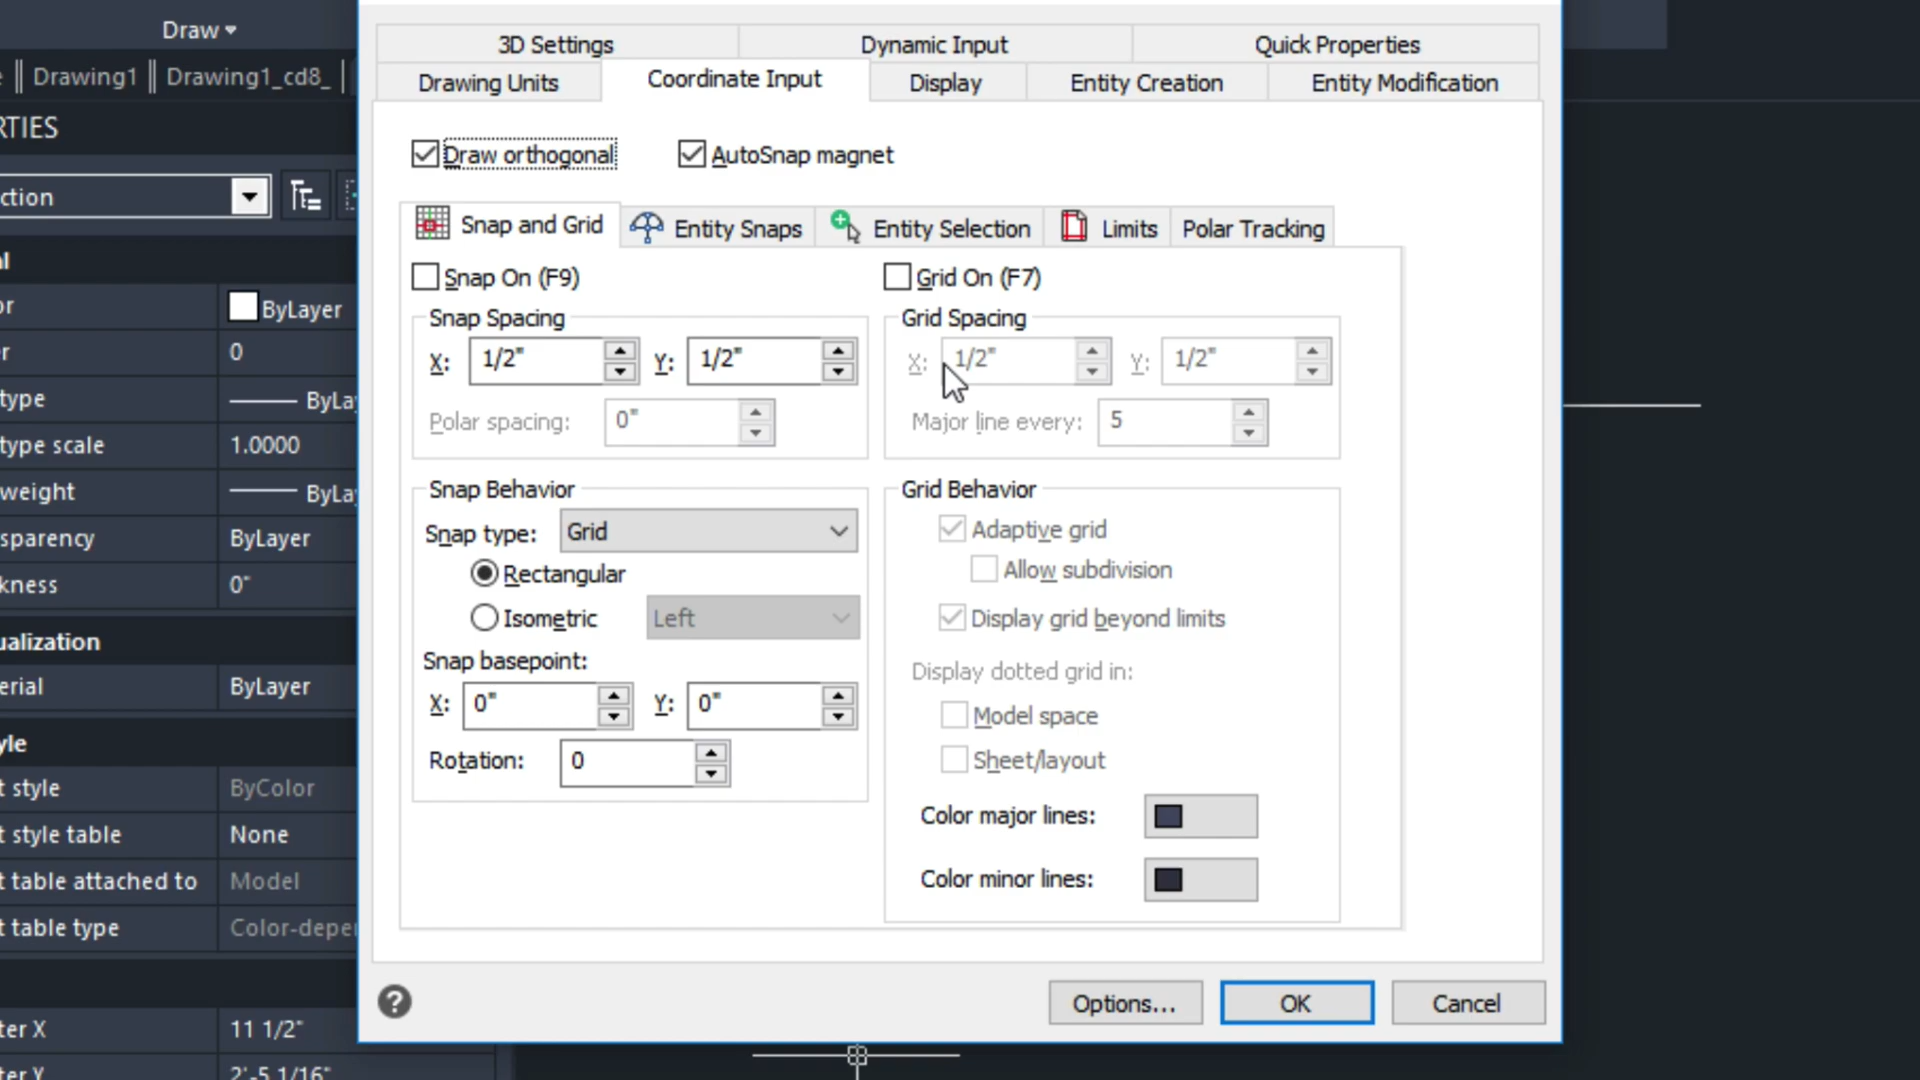 Draw
Drawing1
Drawing1_cd8_
RTIES
ction
ByLayer
0
type
ByLa
type scale
1.0000
weight
ByLa
sparency
ByLayer
kness
0"
ualization
erial
ByLayer
yle
t style
ByColor
t style table
None
t table attached to
Model
t table type
Color-depe
ter X
11 1/2"
ter Y
2'-5 1/16"
3D Settings
Dynamic Input
Quick Properties
Drawing Units
Coordinate Input
Display
Entity Creation
Entity Modification
Draw orthogonal
AutoSnap magnet
Snap and Grid
Entity Snaps
Entity Selection
Limits
Polar Tracking
Snap On (F9)
Snap Spacing
X: 1/2"
Y: 1/2"
Polar spacing: 0"
Snap Behavior
Snap type: Grid
Rectangular
Isometric
Left
Snap basepoint:
X: 0"
Y: 0"
Rotation: 0
Grid On (F7)
Grid Spacing
X: 1/2"
Y: 1/2"
Major line every: 5
Grid Behavior
Adaptive grid
Allow subdivision
Display grid beyond limits
Display dotted grid in:
Model space
Sheet/layout
Color major lines:
Color minor lines:
?
Options...
OK
Cancel